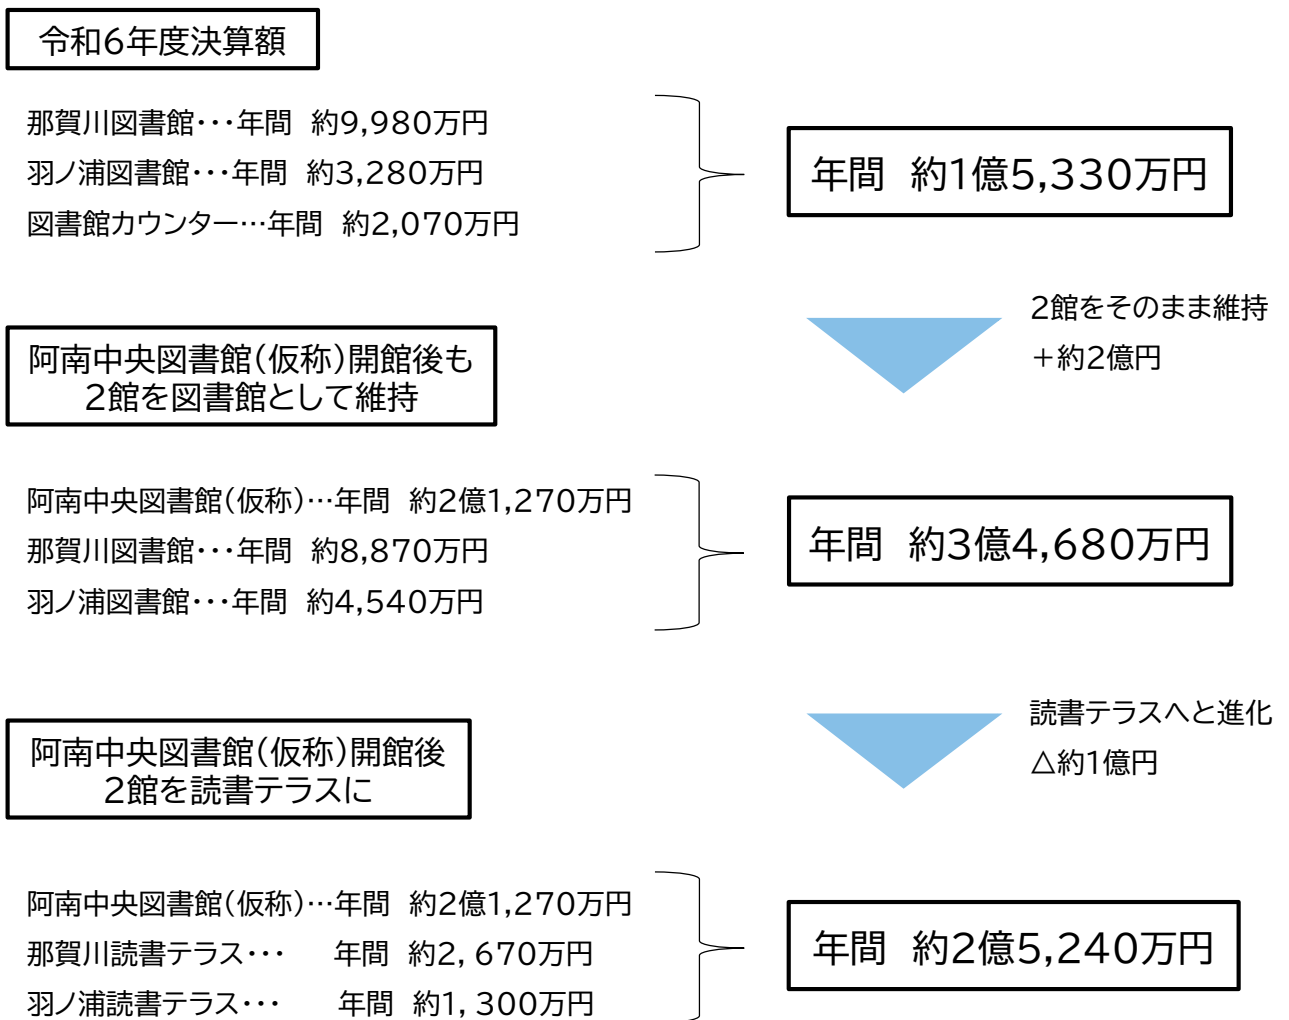 令和6年度決算額
那賀川図書館・・・年間　約9,980万円
羽ノ浦図書館・・・年間　約3,280万円
図書館カウンター…年間　約2,070万円
年間　約1億5,330万円
2館をそのまま維持
＋約2億円
阿南中央図書館(仮称)開館後も
2館を図書館として維持
阿南中央図書館(仮称)…年間　約2億1,270万円
那賀川図書館・・・年間　約8,870万円
羽ノ浦図書館・・・年間　約4,540万円
年間　約3億4,680万円
読書テラスへと進化
△約1億円
阿南中央図書館(仮称)開館後
2館を読書テラスに
阿南中央図書館(仮称)…年間　約2億1,270万円
那賀川読書テラス・・・　年間　約2,670万円
羽ノ浦読書テラス・・・　　年間　約1,300万円
年間　約2億5,240万円